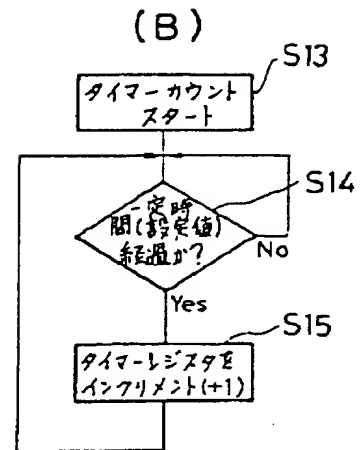 (B)
S13
タイマーカウント
スタート
S14
一定時
間(設定値)
経過か?
No
Yes
S15
タイマーレジスタを
インクリメント(+1)